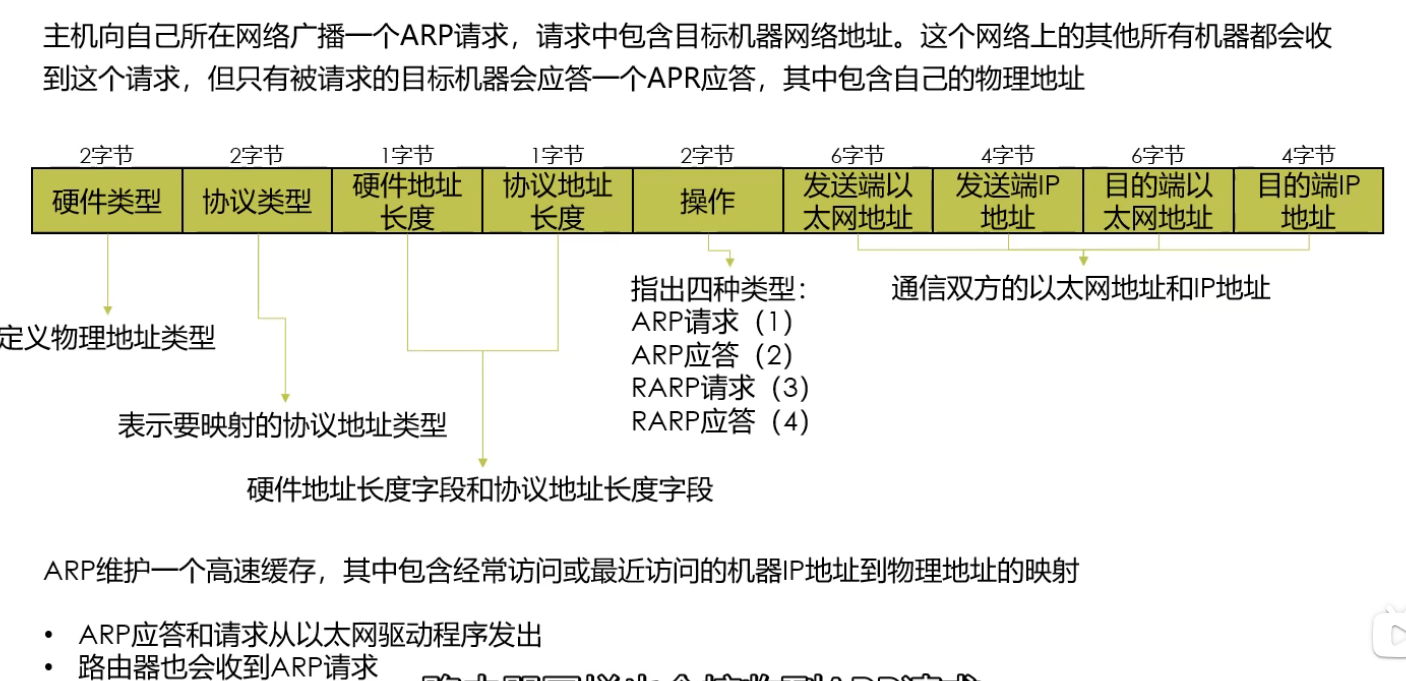 主机向自己所在网络广播一个ARP请求，请求中包含目标机器网络地址。这个网络上的其他所有机器都会收
到这个请求，但只有被请求的目标机器会应答一个APR应答，其中包含自己的物理地址
2字节 2字节 1字节 1字节 2字节 6字节 4字节 6字节 4字节
硬件类型
协议类型
硬件地址
长度
协议地址
长度
操作
发送端以
太网地址
发送端IP
地址
目的端以
太网地址
目的端IP
地址
指出四种类型：
ARP请求（1）
ARP应答（2）
RARP请求（3）
RARP应答（4）
通信双方的以太网地址和IP地址
定义物理地址类型
表示要映射的协议地址类型
硬件地址长度字段和协议地址长度字段
ARP维护一个高速缓存，其中包含经常访问或最近访问的机器IP地址到物理地址的映射
• ARP应答和请求从以太网驱动程序发出
• 路由器也会收到ARP请求